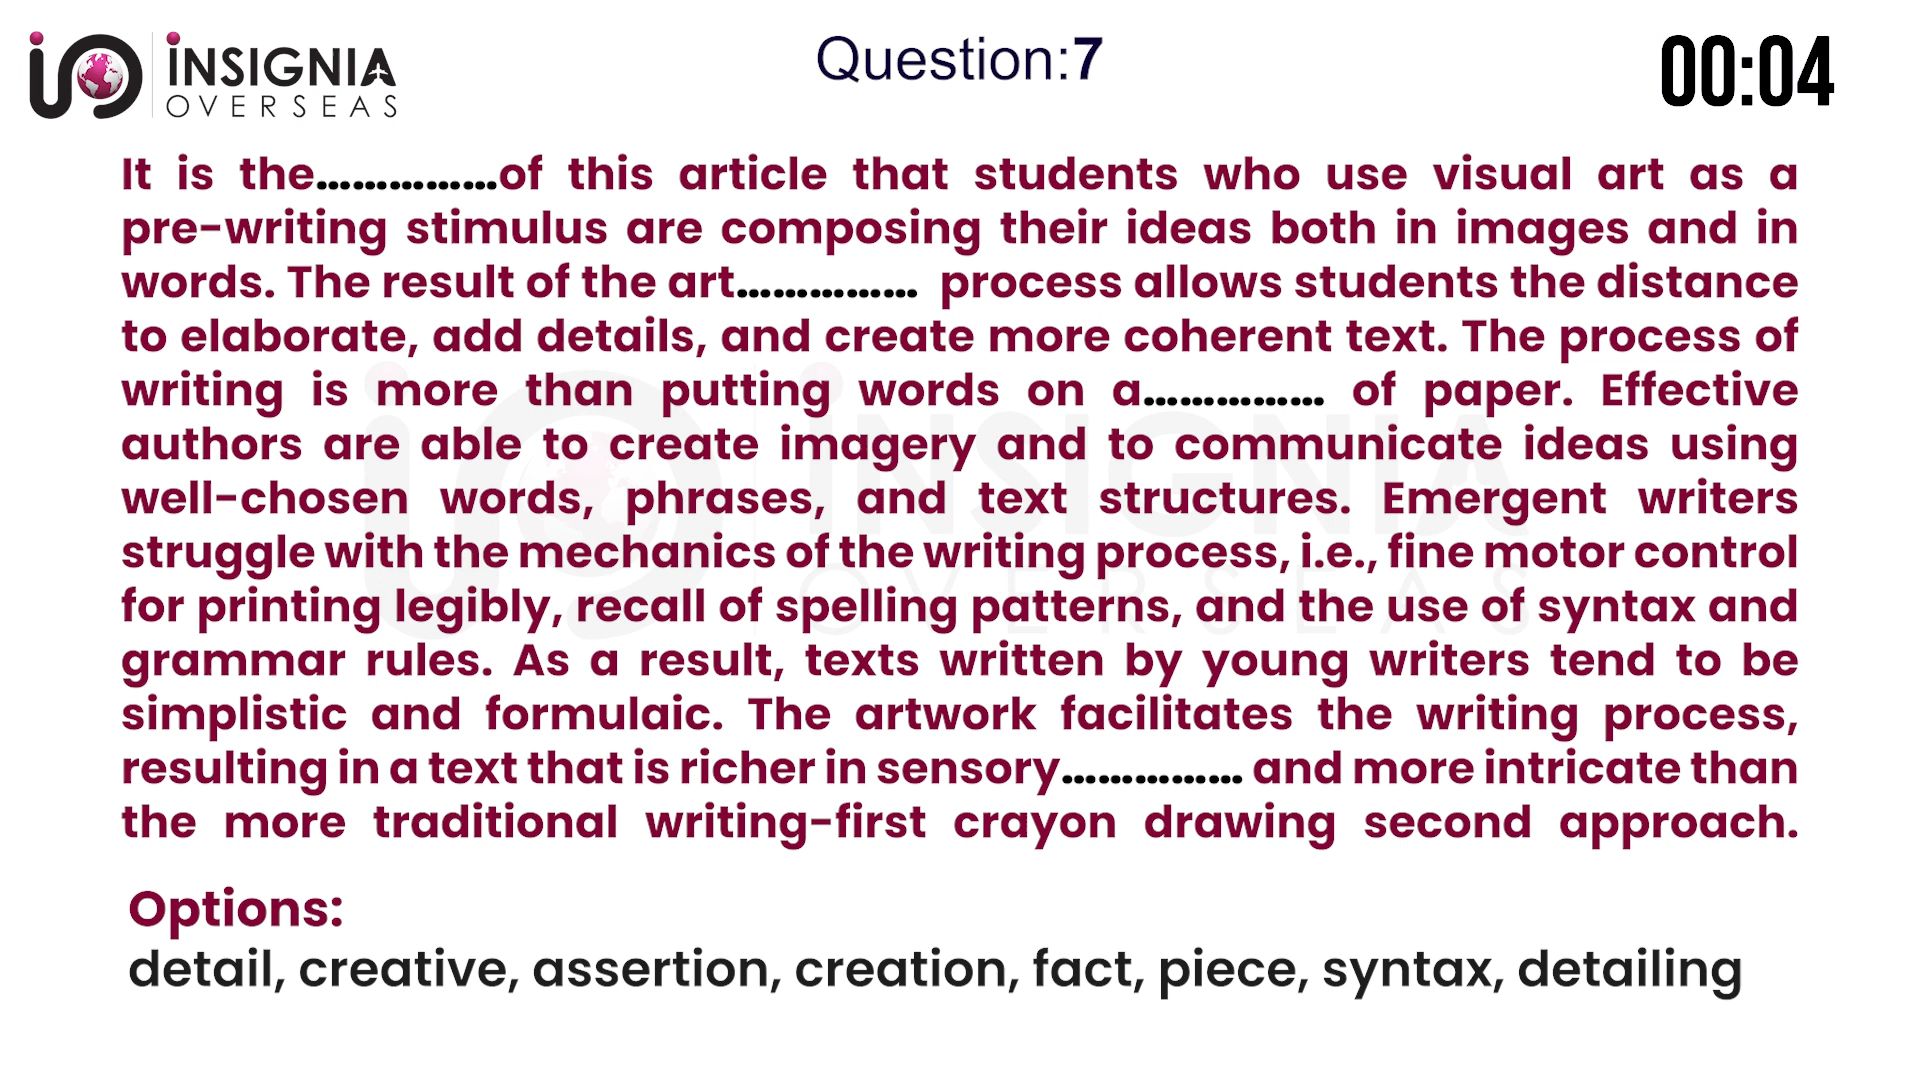 INSIGNIA
OVERSEAS
Question:7
00:04
It is the...............of this article that students who use visual art as a
pre-writing stimulus are composing their ideas both in images and in
words. The result of the art............... process allows students the distance
to elaborate, add details, and create more coherent text. The process of
writing is more than putting words on a............... of paper. Effective
authors are able to create imagery and to communicate ideas using
well-chosen words, phrases, and text structures. Emergent writers
struggle with the mechanics of the writing process, i.e., fine motor control
for printing legibly, recall of spelling patterns, and the use of syntax and
grammar rules. As a result, texts written by young writers tend to be
simplistic and formulaic. The artwork facilitates the writing process,
resulting in a text that is richer in sensory............... and more intricate than
the more traditional writing-first crayon drawing second approach.
Options:
detail, creative, assertion, creation, fact, piece, syntax, detailing